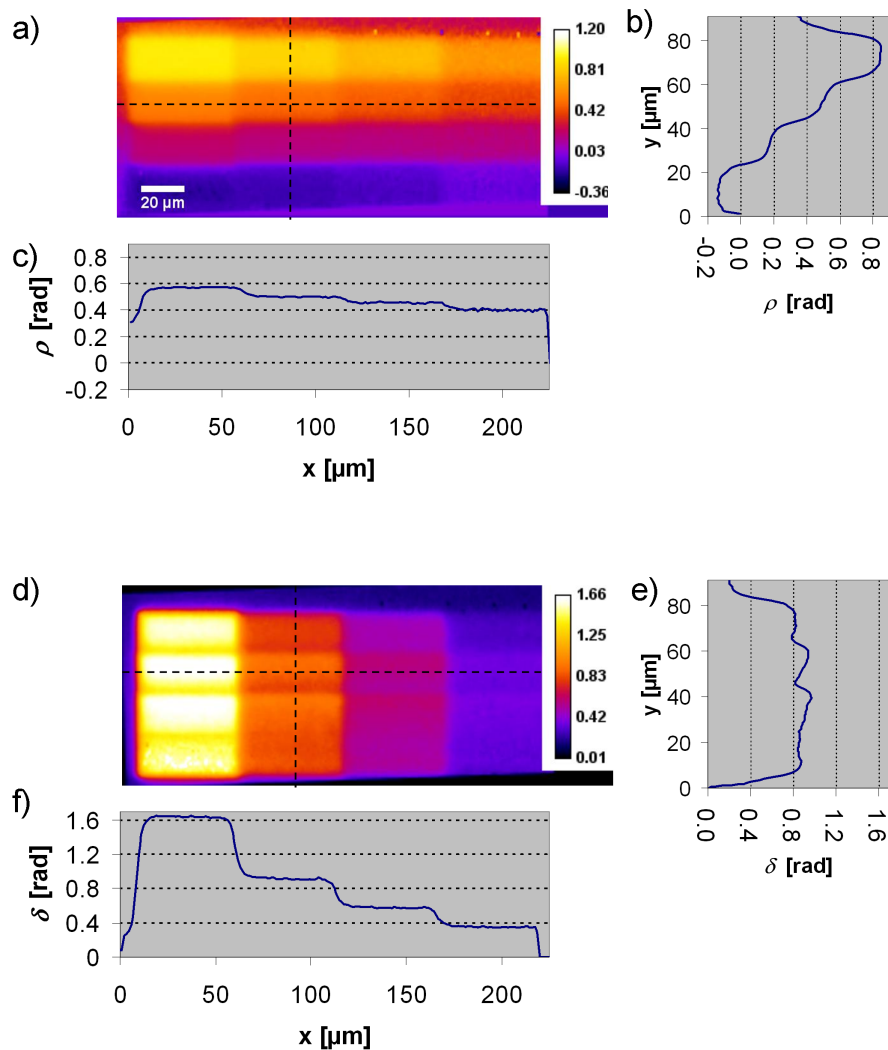 a)
1.20
0.81
0.42
0.03
-0.36
20 µm
b)
80
60
40
20
0
y [µm]
-0.2
0.0
0.2
0.4
0.6
0.8
ρ [rad]
c)
0.8
0.6
0.4
0.2
0
-0.2
ρ [rad]
0 50 100 150 200
x [µm]
d)
1.66
1.25
0.83
0.42
0.01
e)
80
60
40
20
0
y [µm]
0.0
0.4
0.8
1.2
1.6
δ [rad]
f)
1.6
1.2
0.8
0.4
0
δ [rad]
0 50 100 150 200
x [µm]